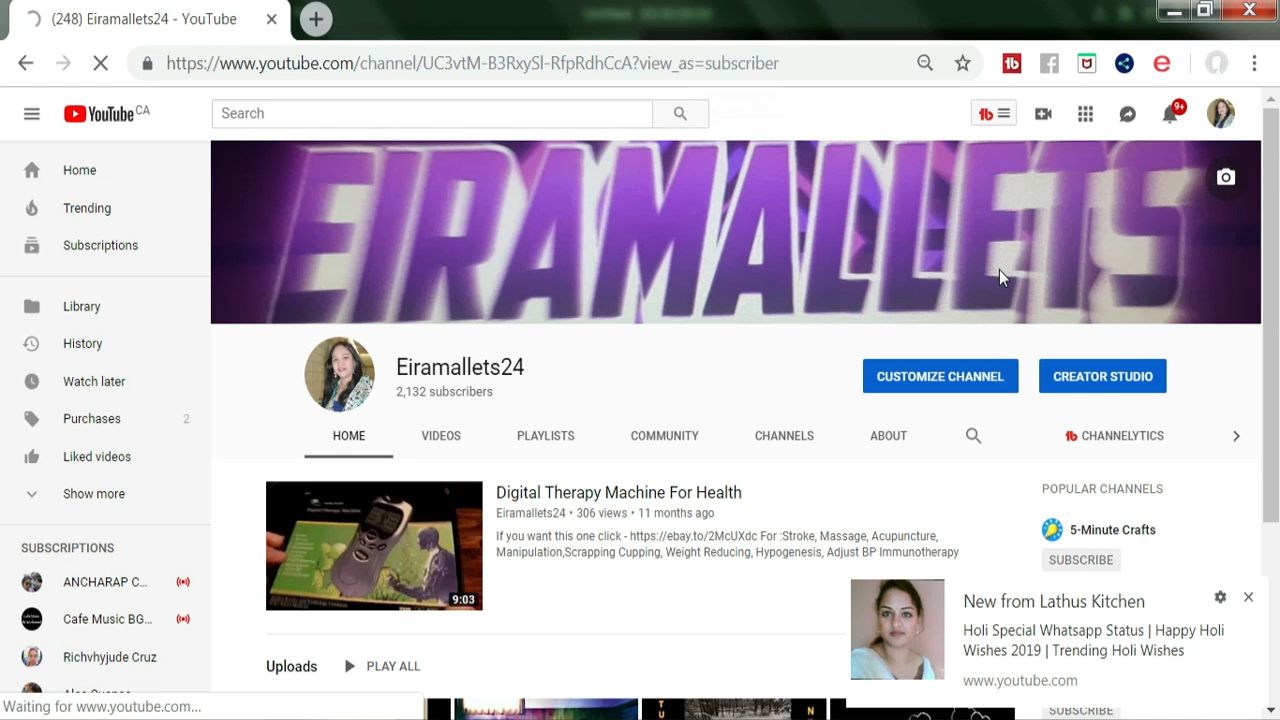 (248) Eiramallets24 - YouTube
https://www.youtube.com/channel/UC3vtM-B3RxySl-RfpRdhCcA?view_as=subscriber
YouTube CA
Search
9+
Home
Trending
Subscriptions
Library
History
Watch later
Purchases 2
Liked videos
Show more
SUBSCRIPTIONS
ANCHARAP C...
Cafe Music BG...
Richvhyjude Cruz
EIRAMALLETS
Eiramallets24
2,132 subscribers
CUSTOMIZE CHANNEL
CREATOR STUDIO
HOME VIDEOS PLAYLISTS COMMUNITY CHANNELS ABOUT CHANNELYTICS
9:03
Digital Therapy Machine For Health
Eiramallets24 • 306 views • 11 months ago
If you want this one click - https://ebay.to/2McUXdc For :Stroke, Massage, Acupuncture,
Manipulation,Scrapping Cupping, Weight Reducing, Hypogenesis, Adjust BP Immunotherapy
POPULAR CHANNELS
5-Minute Crafts
SUBSCRIBE
New from Lathus Kitchen
Holi Special Whatsapp Status | Happy Holi
Wishes 2019 | Trending Holi Wishes
www.youtube.com
SUBSCRIBE
Uploads PLAY ALL
Waiting for www.youtube.com...